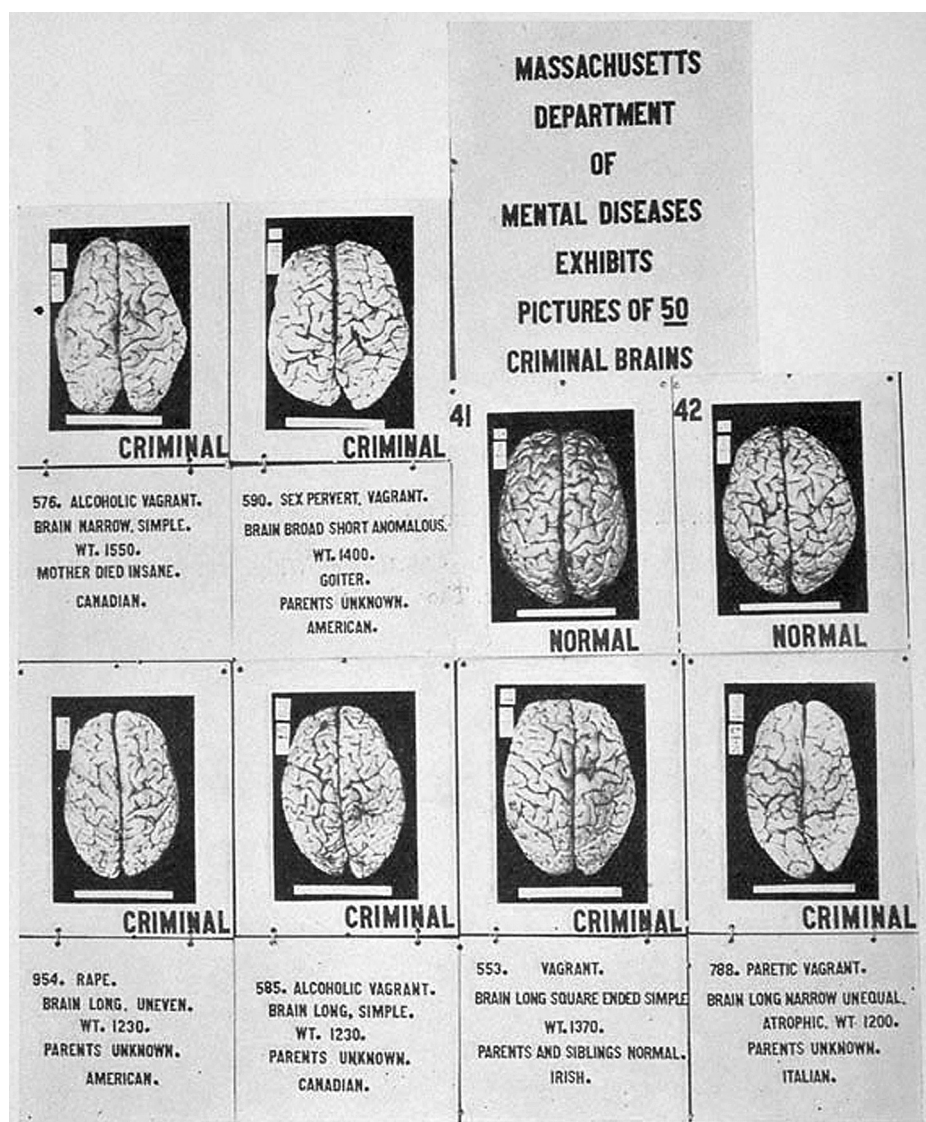 MASSACHUSETTS
DEPARTMENT
OF
MENTAL DISEASES
EXHIBITS
PICTURES OF 50
CRIMINAL BRAINS
CRIMINAL
576. ALCOHOLIC VAGRANT.
BRAIN NARROW, SIMPLE.
WT. 1550.
MOTHER DIED INSANE.
CANADIAN.
CRIMINAL
590. SEX PERVERT, VAGRANT.
BRAIN BROAD SHORT ANOMALOUS.
WT. 1400.
GOITER.
PARENTS UNKNOWN.
AMERICAN.
41
NORMAL
42
NORMAL
CRIMINAL
954. RAPE.
BRAIN LONG, UNEVEN.
WT. 1230.
PARENTS UNKNOWN.
AMERICAN.
CRIMINAL
585. ALCOHOLIC VAGRANT.
BRAIN LONG, SIMPLE.
WT. 1230.
PARENTS UNKNOWN.
CANADIAN.
CRIMINAL
553. VAGRANT.
BRAIN LONG SQUARE ENDED SIMPLE
WT. 1370.
PARENTS AND SIBLINGS NORMAL.
IRISH.
CRIMINAL
788. PARETIC VAGRANT.
BRAIN LONG NARROW UNEQUAL.
ATROPHIC, WT 1200.
PARENTS UNKNOWN.
ITALIAN.